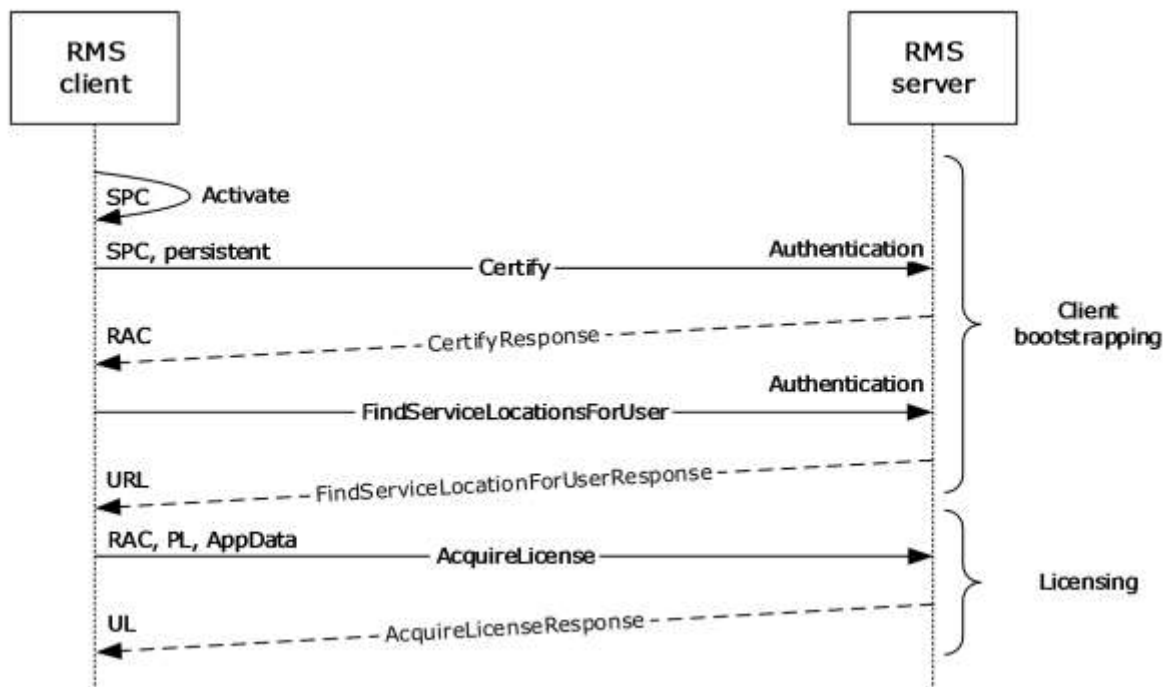 RMS
client
RMS
server
SPC
Activate
SPC, persistent
Authentication
Certify
RAC
CertifyResponse
Client
bootstrapping
Authentication
FindServiceLocationsForUser
URL
FindServiceLocationForUserResponse
RAC, PL, AppData
AcquireLicense
Licensing
UL
AcquireLicenseResponse